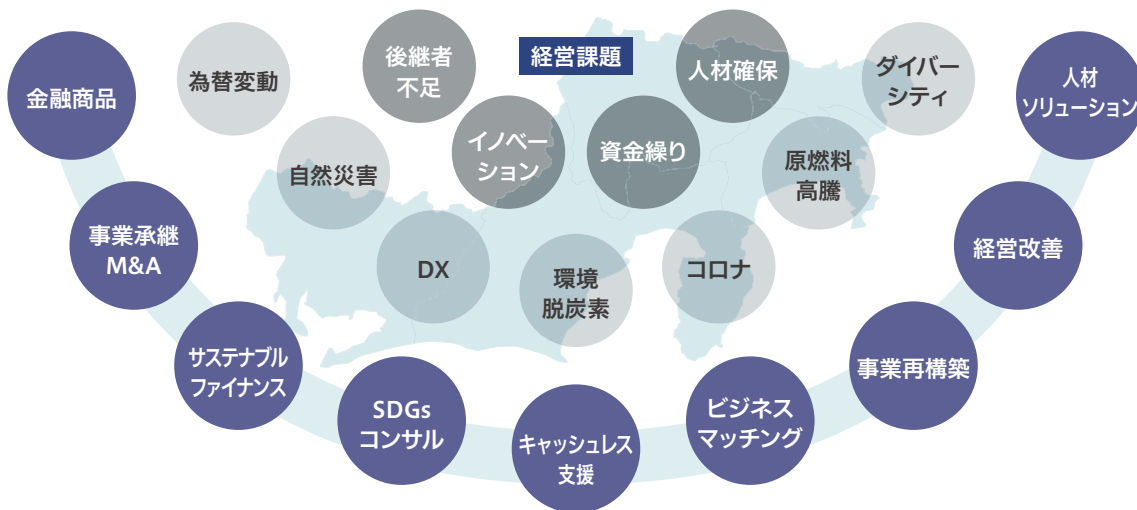 経営課題
為替変動
後継者
不足
人材確保
ダイバー
シティ
自然災害
イノベー
ション
資金繰り
原燃料
高騰
DX
環境
脱炭素
コロナ
金融商品
事業承継
M&A
サステナブル
ファイナンス
SDGs
コンサル
キャッシュレス
支援
ビジネス
マッチング
事業再構築
経営改善
人材
ソリューション